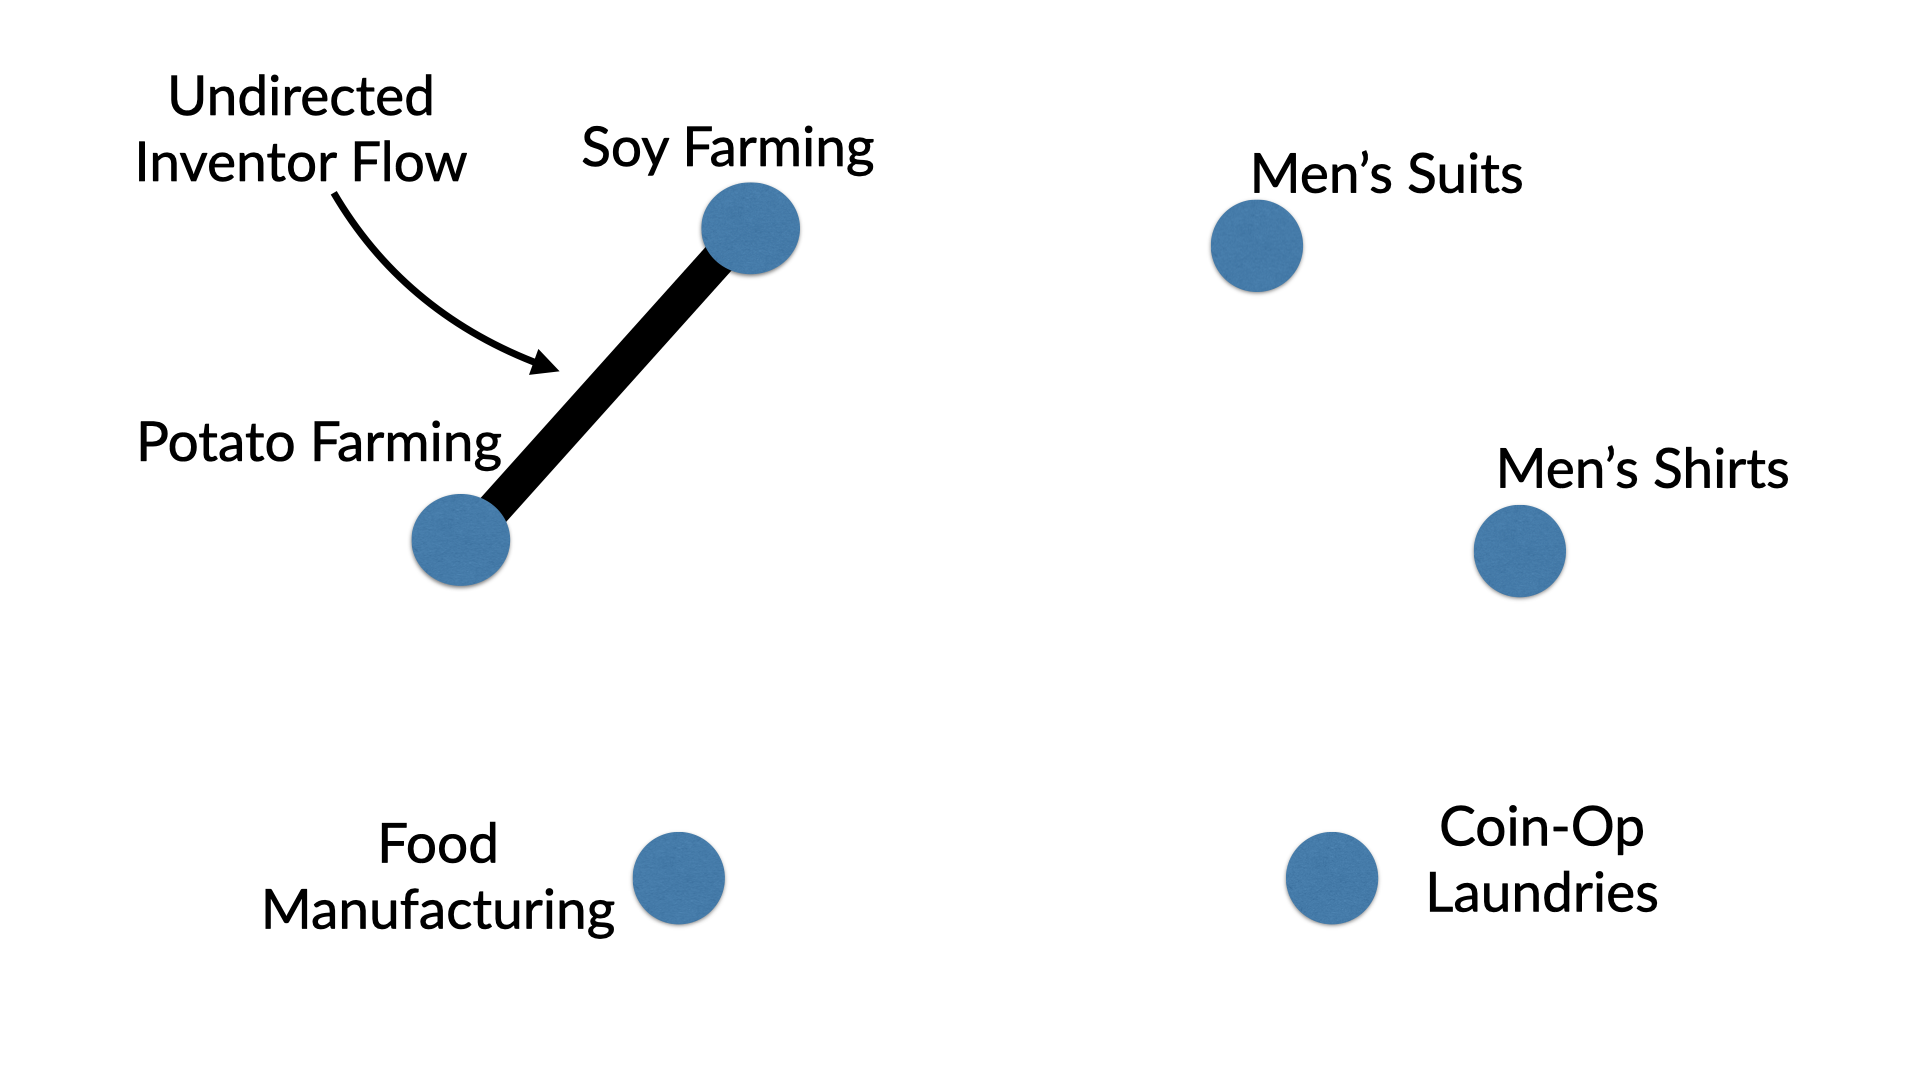 Undirected
Inventor Flow
Soy Farming
Men’s Suits
Potato Farming
Men’s Shirts
Food
Manufacturing
Coin-Op
Laundries